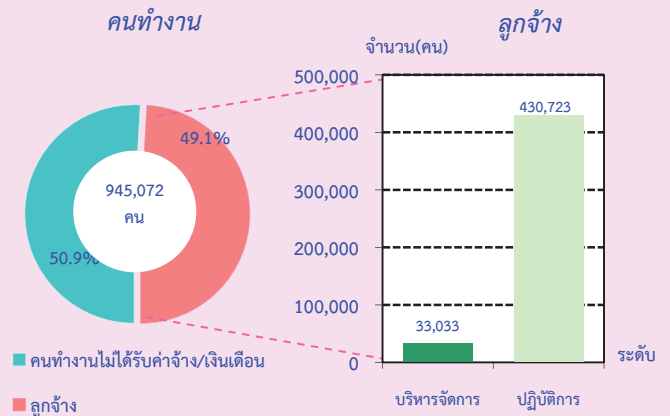 คนทำงาน
ลูกจ้าง
จำนวน(คน)
500,000
400,000
300,000
200,000
100,000
0
49.1%
945,072
คน
50.9%
430,723
33,033
ระดับ
บริหารจัดการ
ปฏิบัติการ
คนทำงานไม่ได้รับค่าจ้าง/เงินเดือน
ลูกจ้าง